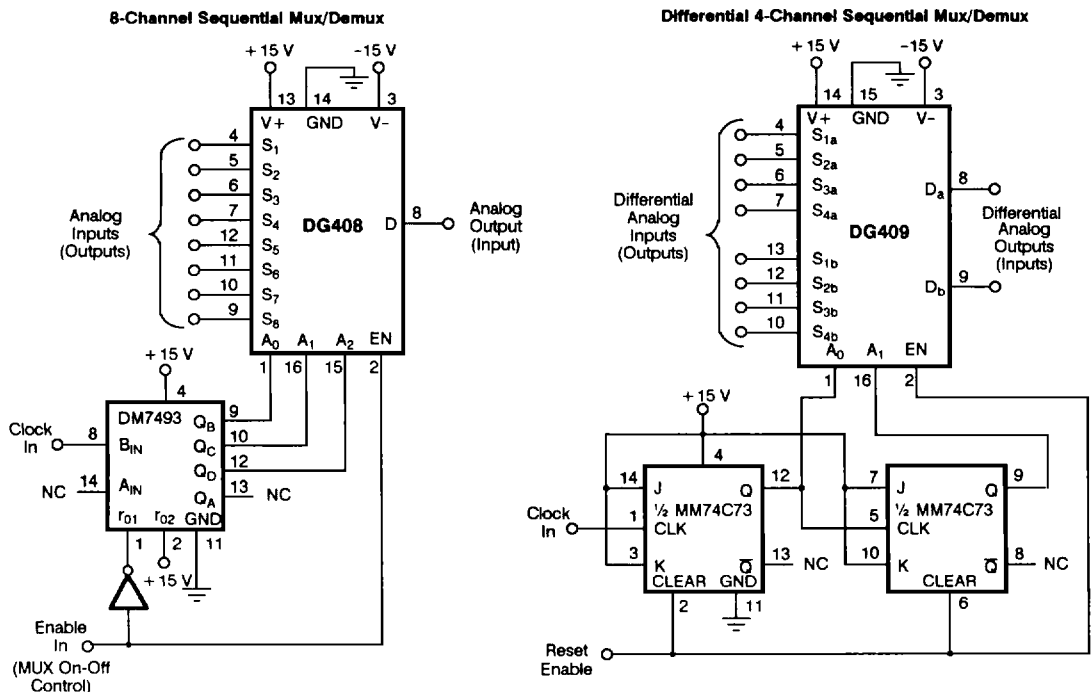 8-Channel Sequential Mux/Demux
+ 15 V
−15 V
13
14
3
V+
GND
V−
4
S1
5
S2
6
S3
7
S4
12
S5
11
S6
10
S7
9
S8
Analog
Inputs
(Outputs)
DG408
D
8
Analog
Output
(Input)
A0
A1
A2
EN
1
16
15
2
+ 15 V
4
DM7493
Clock
In
8
BIN
14
NC
AIN
QB
9
QC
10
QD
12
QA
13
NC
r01
r02
GND
1
2
11
+ 15 V
Enable
In
(MUX On-Off
Control)
Differential 4-Channel Sequential Mux/Demux
+ 15 V
−15 V
14
15
3
V+
GND
V−
4
S1a
5
S2a
6
S3a
7
S4a
13
S1b
12
S2b
11
S3b
10
S4b
Differential
Analog
Inputs
(Outputs)
DG409
Da
8
Db
9
Differential
Analog
Outputs
(Inputs)
A0
A1
EN
1
16
2
+ 15 V
4
14
J
Q
12
½ MM74C73
Clock
In
1
CLK
3
K
Q
13
NC
CLEAR
GND
2
11
7
J
Q
9
½ MM74C73
5
CLK
10
K
Q
8
NC
CLEAR
6
Reset
Enable